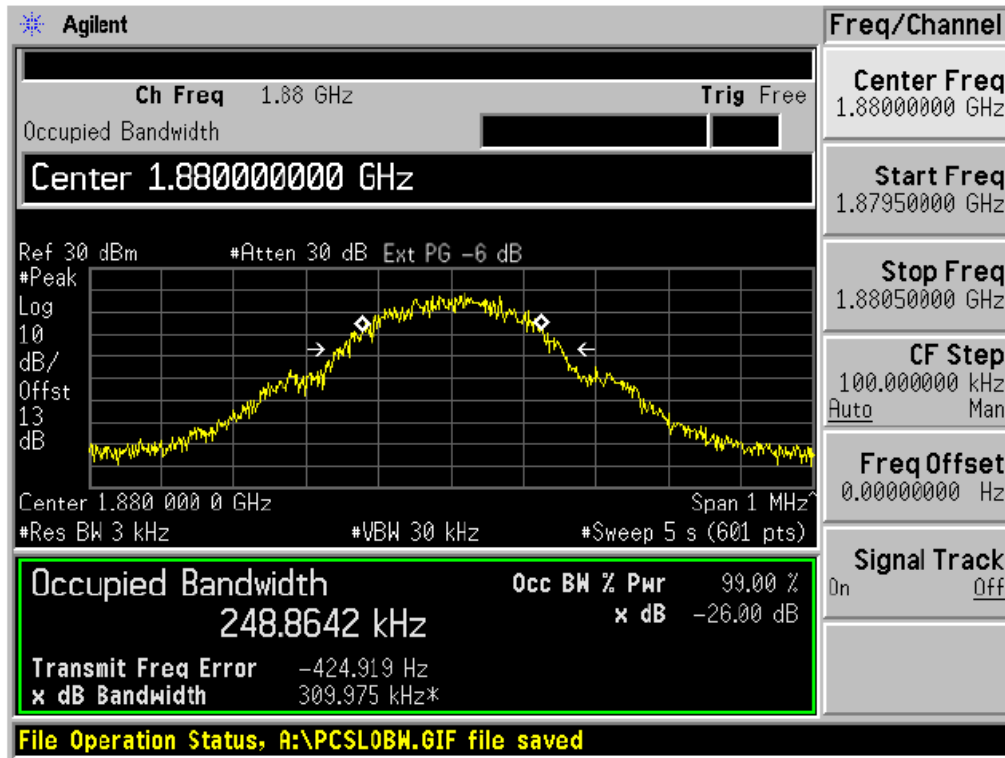 Agilent
Freq/Channel
Ch Freq 1.88 GHz Trig Free
Occupied Bandwidth
Center 1.880000000 GHz
Ref 30 dBm #Atten 30 dB Ext PG -6 dB
#Peak
Log
10
dB/
Offst
13
dB
Center 1.880 000 0 GHz Span 1 MHz^
#Res BW 3 kHz #VBW 30 kHz #Sweep 5 s (601 pts)
Occupied Bandwidth Occ BW % Pwr 99.00 %
248.8642 kHz x dB -26.00 dB
Transmit Freq Error -424.919 Hz
x dB Bandwidth 309.975 kHz*
File Operation Status, A:\PCSLOBW.GIF file saved
Center Freq
1.88000000 GHz
Start Freq
1.87950000 GHz
Stop Freq
1.88050000 GHz
CF Step
100.000000 kHz
Auto Man
Freq Offset
0.00000000 Hz
Signal Track
On Off